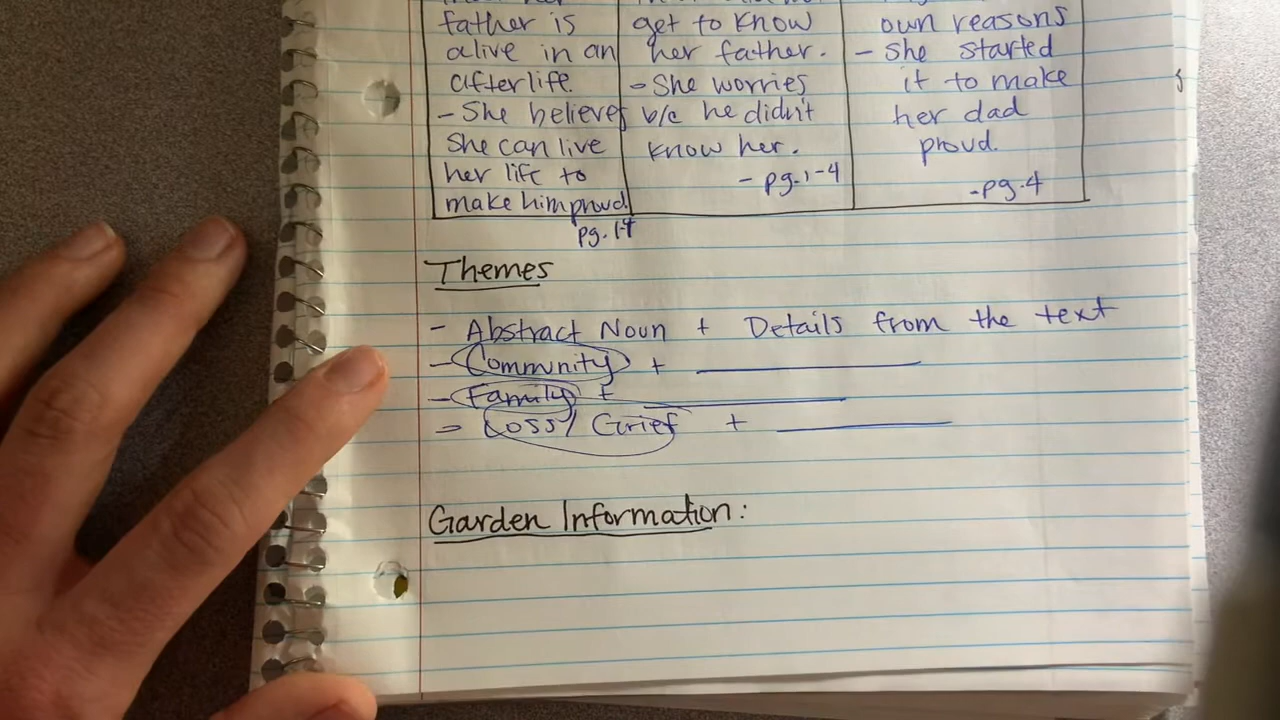 father is
alive in an
afterlife.
- She believes
She can live
her life to
make him proud
pg. 1-4
get to know
her father.
- She worries
b/c he didn't
know her.
- pg. 1-4
own reasons
- She started
it to make
her dad
proud.
- pg. 4
Themes
- Abstract Noun + Details from the text
- Community +
- Family +
- Loss/Grief +
Garden Information: